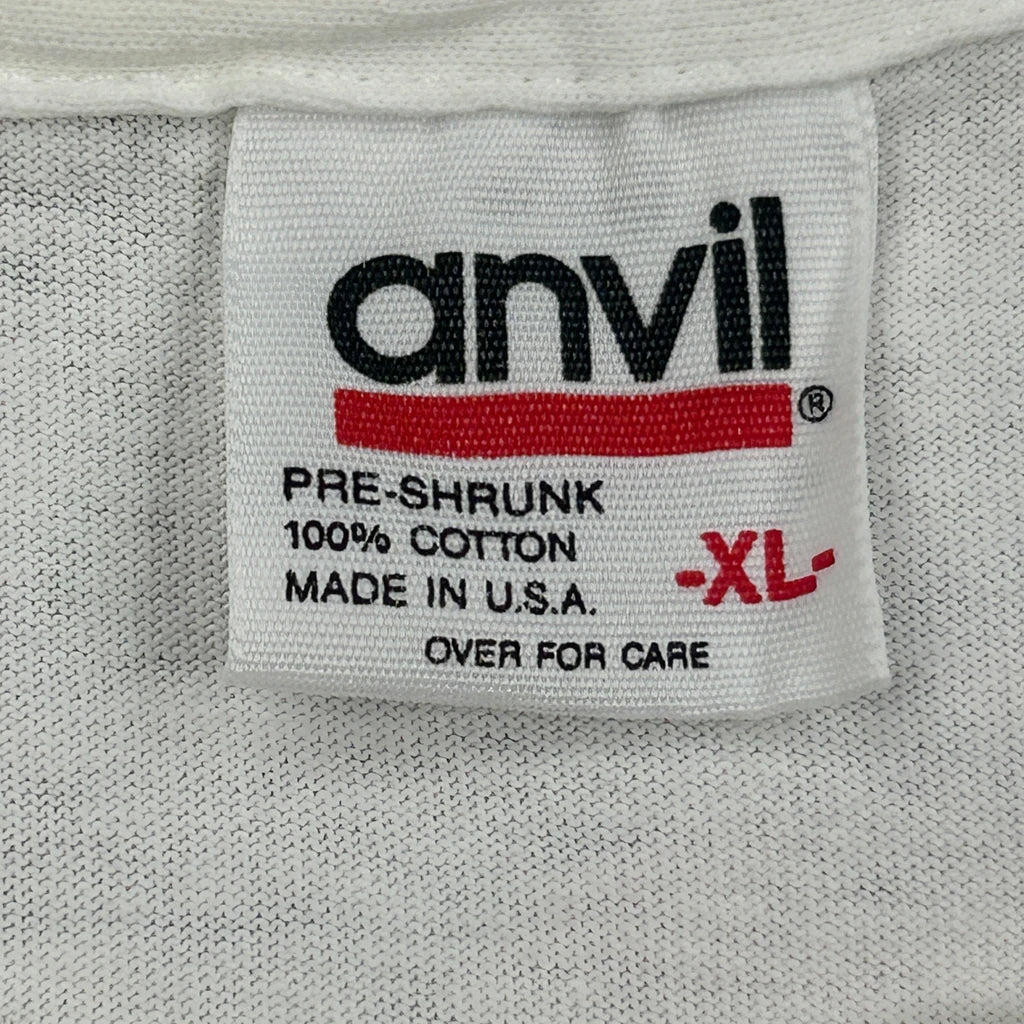 anvil®
PRE-SHRUNK
100% COTTON
MADE IN U.S.A.
-XL-
OVER FOR CARE